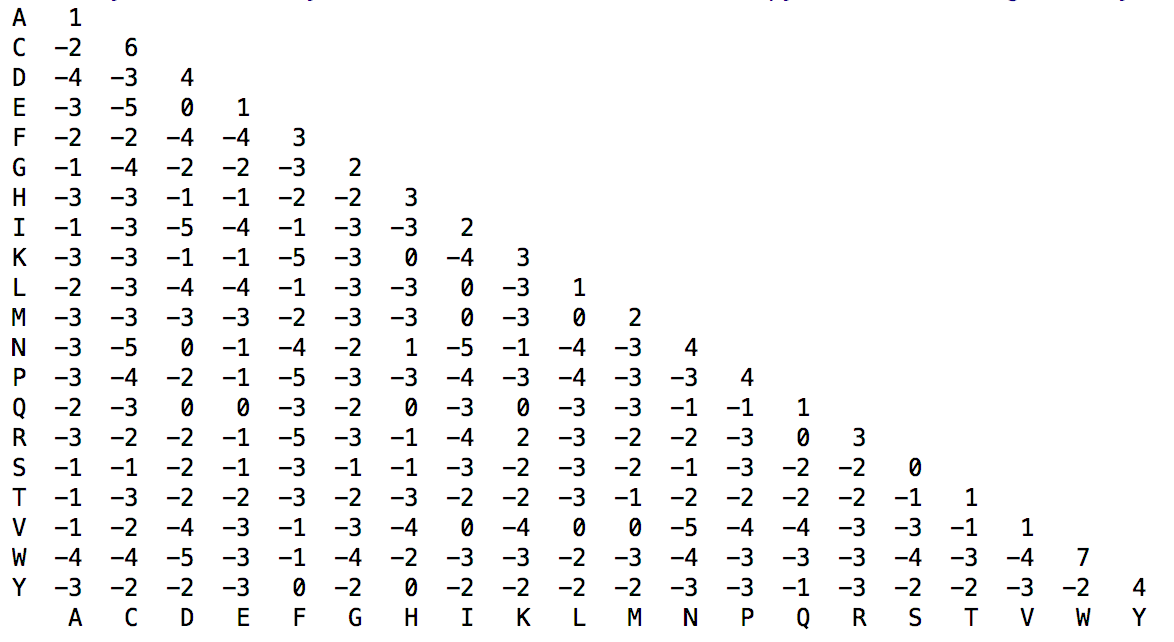 A 1
C -2 6
D -4 -3 4
E -3 -5 0 1
F -2 -2 -4 -4 3
G -1 -4 -2 -2 -3 2
H -3 -3 -1 -1 -2 -2 3
I -1 -3 -5 -4 -1 -3 -3 2
K -3 -3 -1 -1 -5 -3 0 -4 3
L -2 -3 -4 -4 -1 -3 -3 0 -3 1
M -3 -3 -3 -3 -2 -3 -3 0 -3 0 2
N -3 -5 0 -1 -4 -2 1 -5 -1 -4 -3 4
P -3 -4 -2 -1 -5 -3 -3 -4 -3 -4 -3 -3 4
Q -2 -3 0 0 -3 -2 0 -3 0 -3 -3 -1 -1 1
R -3 -2 -2 -1 -5 -3 -1 -4 2 -3 -2 -2 -3 0 3
S -1 -1 -2 -1 -3 -1 -1 -3 -2 -3 -2 -1 -3 -2 -2 0
T -1 -3 -2 -2 -3 -2 -3 -2 -2 -3 -1 -2 -2 -2 -2 -1 1
V -1 -2 -4 -3 -1 -3 -4 0 -4 0 0 -5 -4 -4 -3 -3 -1 1
W -4 -4 -5 -3 -1 -4 -2 -3 -3 -2 -3 -4 -3 -3 -3 -4 -3 -4 7
Y -3 -2 -2 -3 0 -2 0 -2 -2 -2 -2 -3 -3 -1 -3 -2 -2 -3 -2 4
A C D E F G H I K L M N P Q R S T V W Y